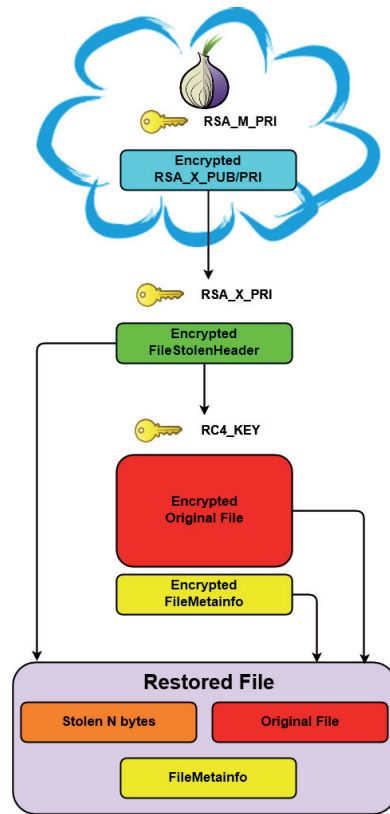 RSA_M_PRI
Encrypted
RSA_X_PUB/PRI
RSA_X_PRI
Encrypted
FileStolenHeader
RC4_KEY
Encrypted
Original File
Encrypted
FileMetainfo
Restored File
Stolen N bytes
Original File
FileMetainfo